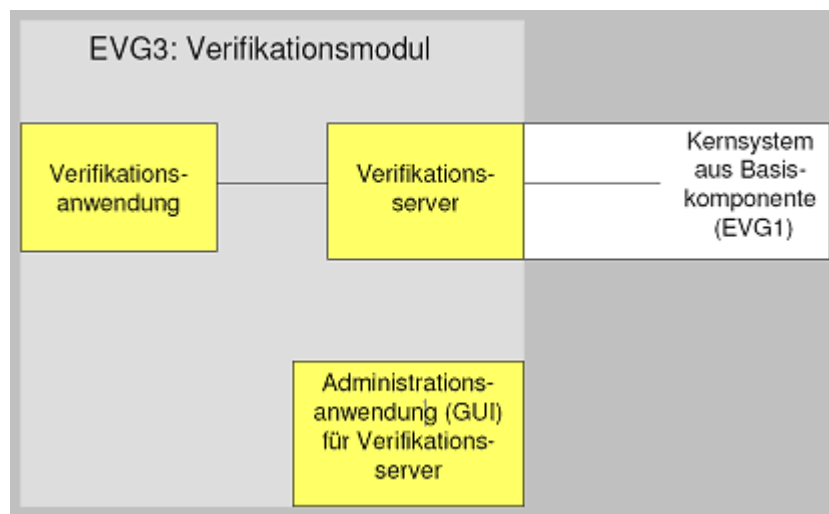 EVG3: Verifikationsmodul
Verifikations-
anwendung
Verifikations-
server
Kernsystem
aus Basis-
komponente
(EVG1)
Administrations-
anwendung (GUI)
für Verifikations-
server